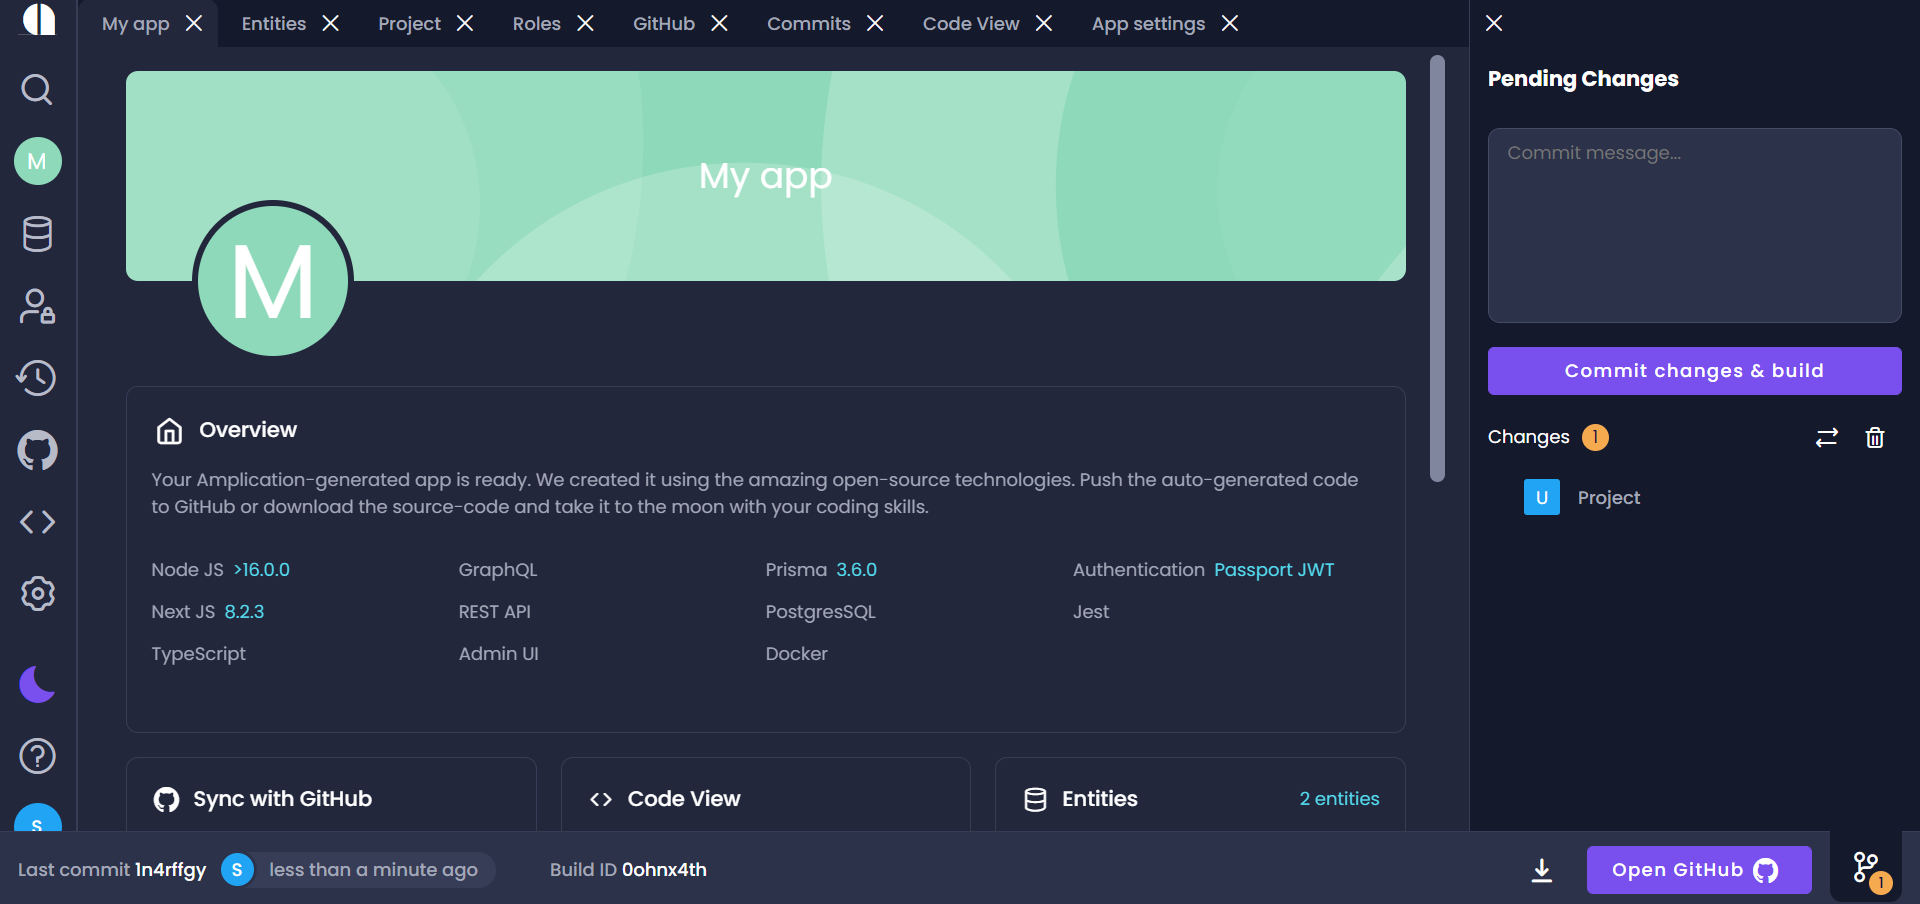 My app
Entities
Project
Roles
GitHub
Commits
Code View
App settings
M
My app
M
Overview
Your Amplication-generated app is ready. We created it using the amazing open-source technologies. Push the auto-generated code
to GitHub or download the source-code and take it to the moon with your coding skills.
Node JS >16.0.0
GraphQL
Prisma 3.6.0
Authentication Passport JWT
Next JS 8.2.3
REST API
PostgresSQL
Jest
TypeScript
Admin UI
Docker
Sync with GitHub
Code View
Entities
2 entities
Pending Changes
Commit message...
Commit changes & build
Changes 1
U Project
S
Last commit 1n4rffgy S less than a minute ago
Build ID 0ohnx4th
Open GitHub
1